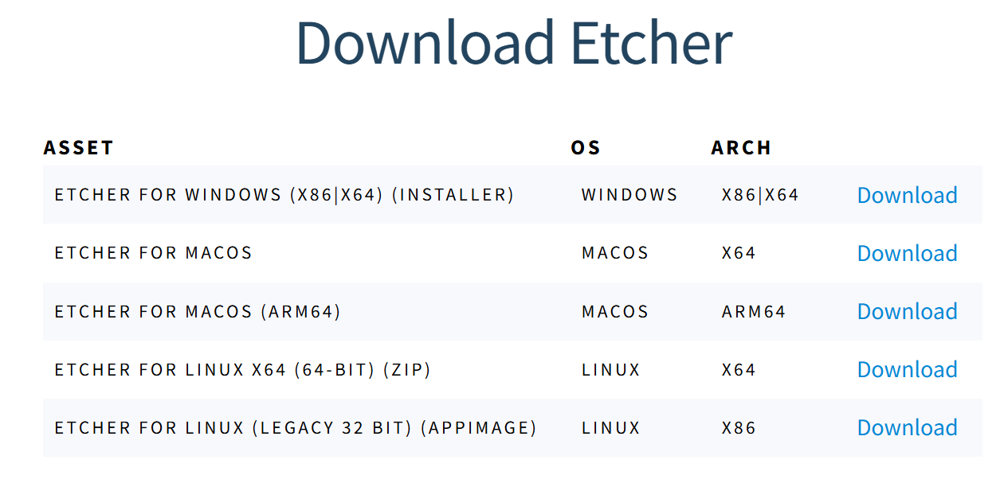 Download Etcher
ASSET OS ARCH
ETCHER FOR WINDOWS (X86|X64) (INSTALLER) WINDOWS X86|X64 Download
ETCHER FOR MACOS MACOS X64 Download
ETCHER FOR MACOS (ARM64) MACOS ARM64 Download
ETCHER FOR LINUX X64 (64-BIT) (ZIP) LINUX X64 Download
ETCHER FOR LINUX (LEGACY 32 BIT) (APPIMAGE) LINUX X86 Download